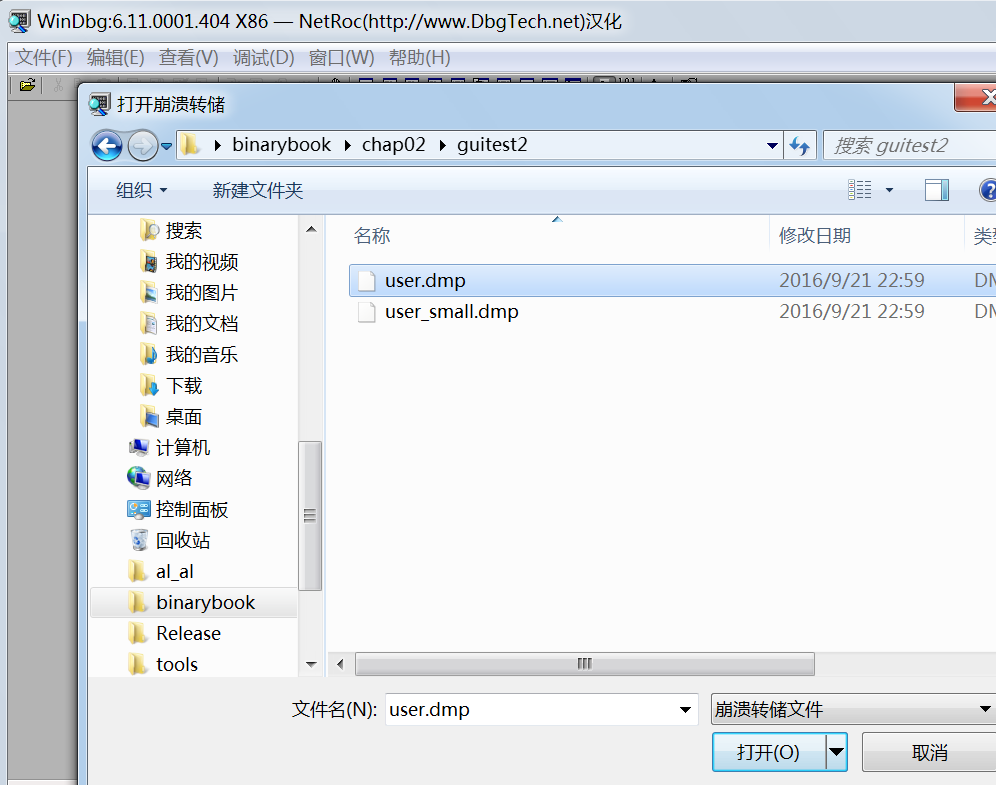 WinDbg:6.11.0001.404 X86 — NetRoc(http://www.DbgTech.net)汉化
文件(F) 编辑(E) 查看(V) 调试(D) 窗口(W) 帮助(H)
打开崩溃转储
binarybook chap02 guitest2 搜索 guitest2
组织 新建文件夹
名称 修改日期 类型
搜索
我的视频
我的图片
我的文档
我的音乐
下载
桌面
计算机
网络
控制面板
回收站
al_al
binarybook
Release
tools
user.dmp 2016/9/21 22:59 DM
user_small.dmp 2016/9/21 22:59 DM
文件名(N): user.dmp 崩溃转储文件
打开(O) 取消